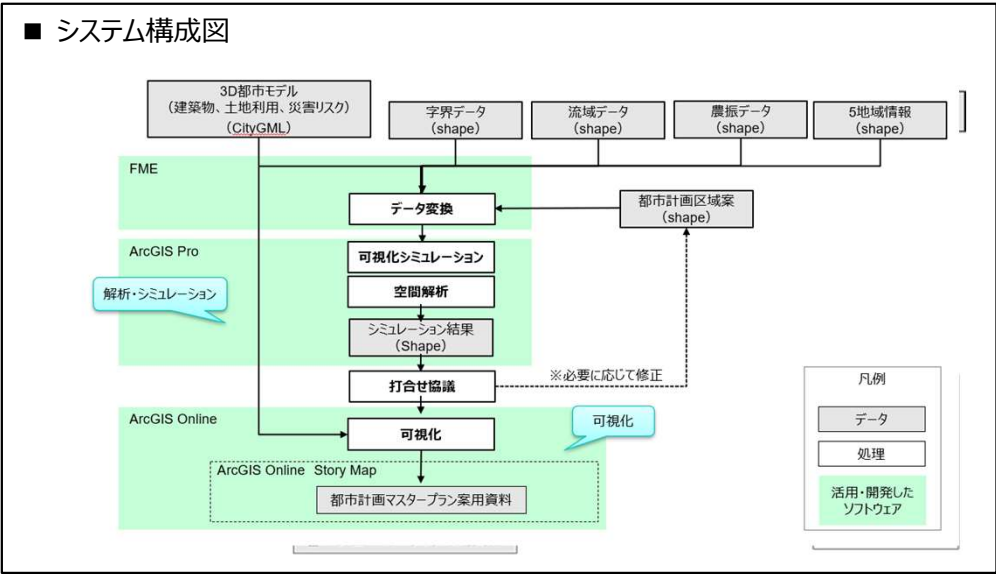 ■ システム構成図
3D都市モデル
（建築物、土地利用、災害リスク）
（CityGML）
字界データ
（shape）
流域データ
（shape）
農振データ
（shape）
5地域情報
（shape）
FME
データ変換
都市計画区域案
（shape）
ArcGIS Pro
可視化シミュレーション
解析・シミュレーション
空間解析
シミュレーション結果
（Shape）
打合せ協議
※必要に応じて修正
ArcGIS Online
可視化
可視化
ArcGIS Online Story Map
都市計画マスタープラン案用資料
凡例
データ
処理
活用・開発した
ソフトウェア